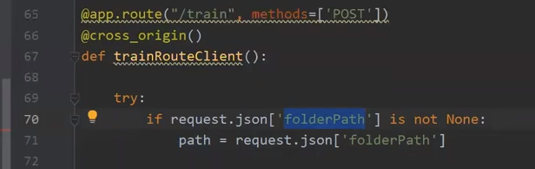 65 @app.route("/train", methods=['POST'])
66 @cross_origin()
67 def trainRouteClient():
68
69 try:
70 if request.json['folderPath'] is not None:
71 path = request.json['folderPath']
72